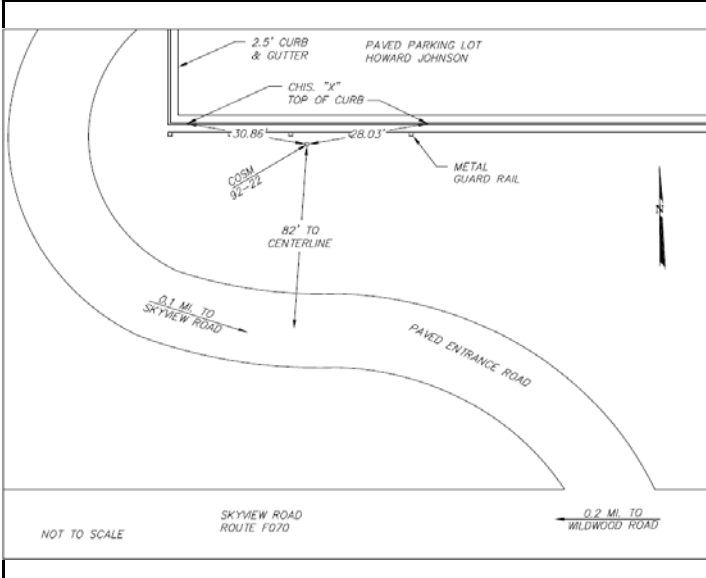 2.5' CURB
& GUTTER
PAVED PARKING LOT
HOWARD JOHNSON
CHIS. "X"
TOP OF CURB
30.86'
28.03'
METAL
GUARD RAIL
COSM
92-22
N
82' TO
CENTERLINE
0.1 MI. TO
SKYVIEW ROAD
PAVED ENTRANCE ROAD
SKYVIEW ROAD
ROUTE F070
0.2 MI. TO
WILDWOOD ROAD
NOT TO SCALE